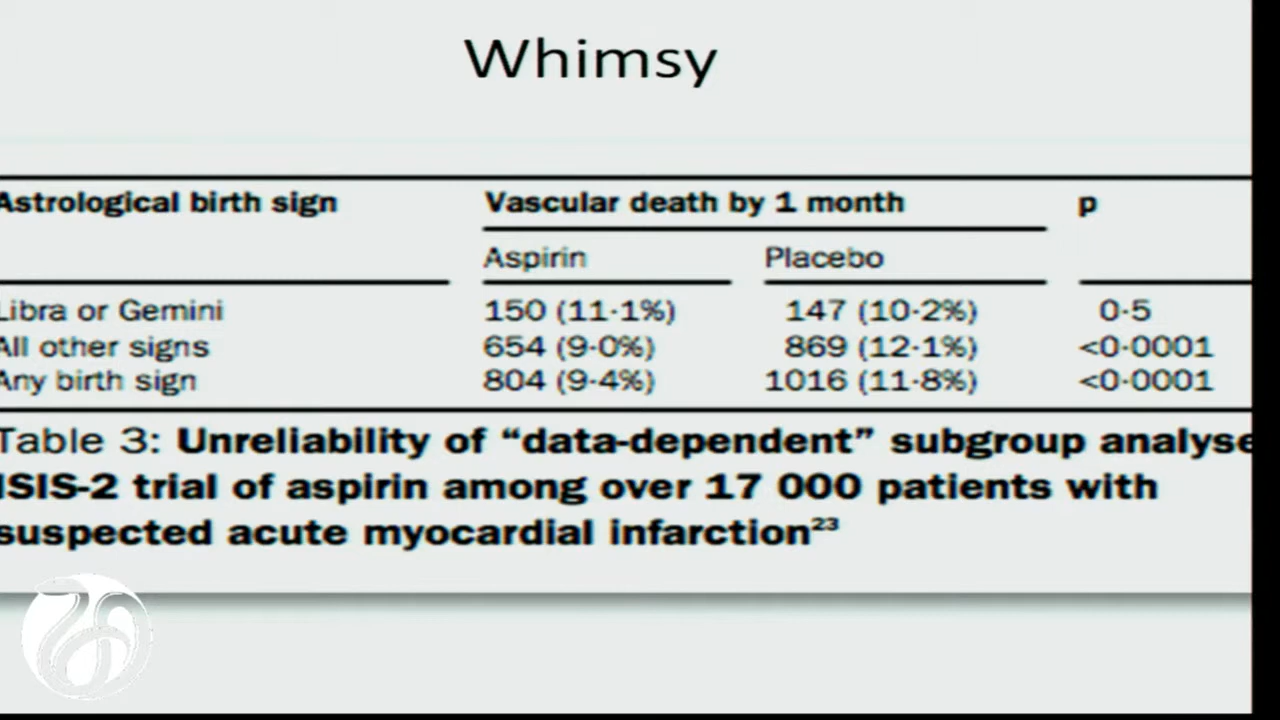 Whimsy
Astrological birth sign Vascular death by 1 month p
Aspirin Placebo
Libra or Gemini 150 (11·1%) 147 (10·2%) 0·5
All other signs 654 (9·0%) 869 (12·1%) <0·0001
Any birth sign 804 (9·4%) 1016 (11·8%) <0·0001
Table 3: Unreliability of “data-dependent” subgroup analyse
ISIS-2 trial of aspirin among over 17 000 patients with
suspected acute myocardial infarction²³